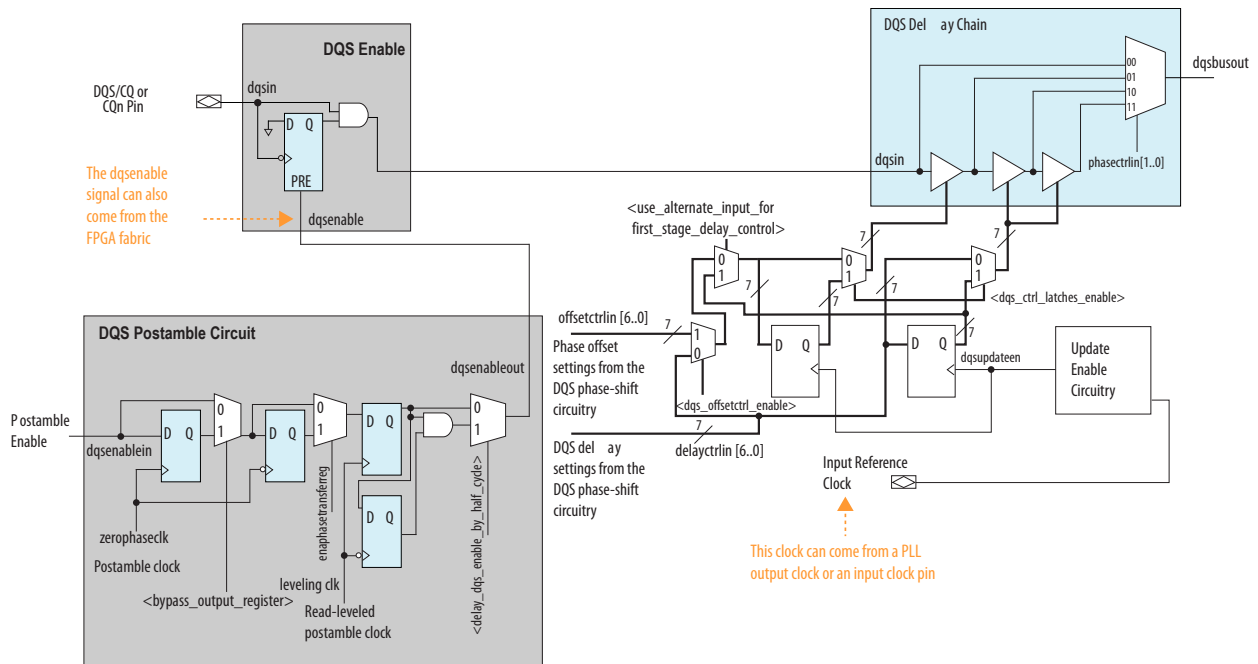 DQS Enable
DQS/CQ or
CQn Pin
dqsin
D Q
PRE
The dqsenable
signal can also
come from the
FPGA fabric
dqsenable
DQS Del ay Chain
00
01
10
11
dqsbusout
dqsin
phasectrlin[1..0]
<use_alternate_input_for
first_stage_delay_control>
7
7
0
1
0
1
0
1
7
7
7
<dqs_ctrl_latches_enable>
7
offsetctrlin [6..0]
7
1
0
Phase offset
settings from the
DQS phase-shift
circuitry
<dqs_offsetctrl_enable>
D Q
D Q
dqsupdateen
Update
Enable
Circuitry
7
delayctrlin [6..0]
DQS del ay
settings from the
DQS phase-shift
circuitry
Input Reference
Clock
This clock can come from a PLL
output clock or an input clock pin
DQS Postamble Circuit
dqsenableout
P ostamble
Enable
dqsenablein
D Q
0
1
D Q
0
1
D Q
D Q
0
1
zerophaseclk
Postamble clock
<bypass_output_register>
enaphasetransferreg
leveling clk
Read-leveled
postamble clock
<delay_dqs_enable_by_half_cycle>